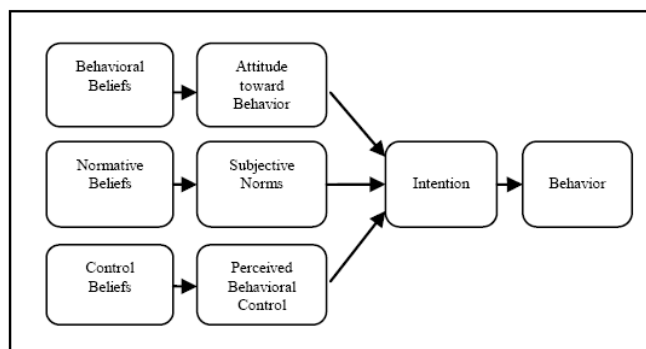 Behavioral
Beliefs
Attitude
toward
Behavior
Normative
Beliefs
Subjective
Norms
Intention
Behavior
Control
Beliefs
Perceived
Behavioral
Control